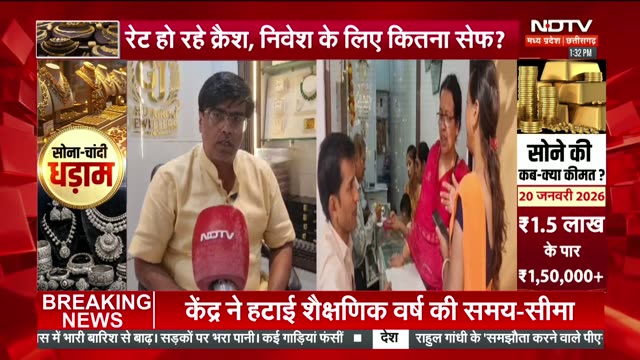 रेट हो रहे क्रैश, निवेश के लिए कितना सेफ?
NDTV
मध्य प्रदेश | छत्तीसगढ़
1:32 PM
सोना-चांदी
धड़ाम
NDTV
सोने की
कब-क्या कीमत ?
20 जनवरी 2026
₹1.5 लाख
के पार
₹1,50,000+
BREAKING
NEWS
केंद्र ने हटाई शैक्षणिक वर्ष की समय-सीमा
में भारी बारिश से बाढ़। सड़कों पर भरा पानी। कई गाड़ियां फंसीं
देश
राहुल गांधी के 'समझौता करने वाले